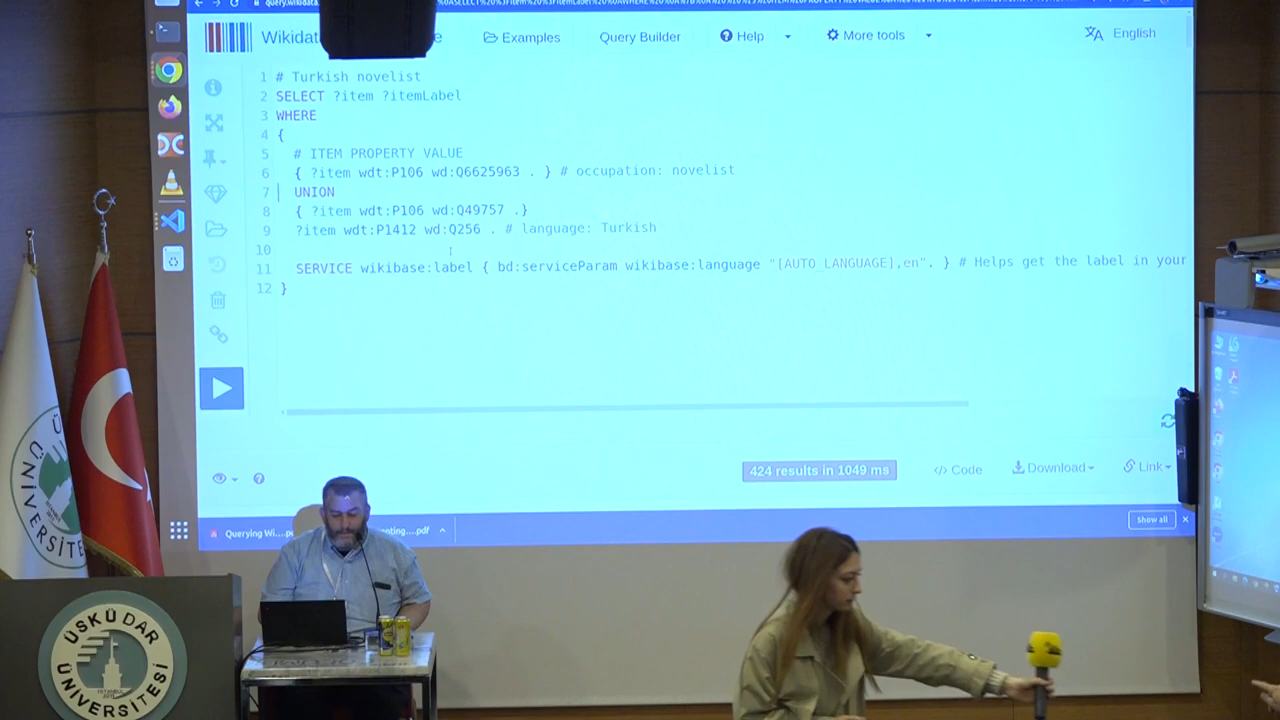 Examples
Query Builder
Help
More tools
English
1 # Turkish novelist
2 SELECT ?item ?itemLabel
3 WHERE
4 {
5 # ITEM PROPERTY VALUE
6 { ?item wdt:P106 wd:Q6625963 . } # occupation: novelist
7 UNION
8 { ?item wdt:P106 wd:Q49757 .}
9 ?item wdt:P1412 wd:Q256 . # language: Turkish
10
11 SERVICE wikibase:label { bd:serviceParam wikibase:language "[AUTO_LANGUAGE],en". } # Helps get the label in your
12 }
424 results in 1049 ms
</> Code
Download
Link
Querying Wi...
Show all
ÜSKÜDAR
ÜNİVERSİTESİ
İSTANBUL